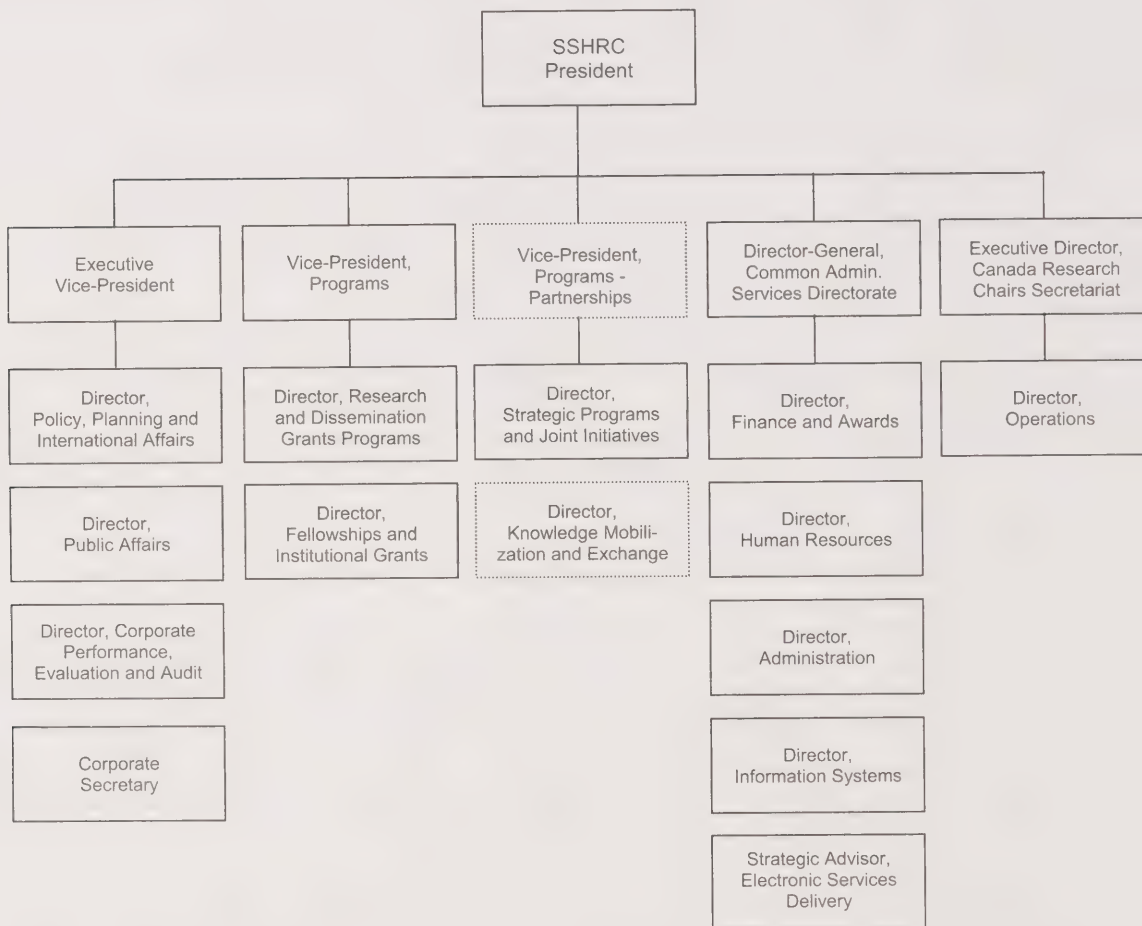 SSHRC
President
Executive
Vice-President
Vice-President,
Programs
Vice-President,
Programs -
Partnerships
Director-General,
Common Admin.
Services Directorate
Executive Director,
Canada Research
Chairs Secretariat
Director,
Policy, Planning and
International Affairs
Director, Research
and Dissemination
Grants Programs
Director,
Strategic Programs
and Joint Initiatives
Director,
Finance and Awards
Director,
Operations
Director,
Public Affairs
Director,
Fellowships and
Institutional Grants
Director,
Knowledge Mobili-
zation and Exchange
Director,
Human Resources
Director, Corporate
Performance,
Evaluation and Audit
Director,
Administration
Corporate
Secretary
Director,
Information Systems
Strategic Advisor,
Electronic Services
Delivery